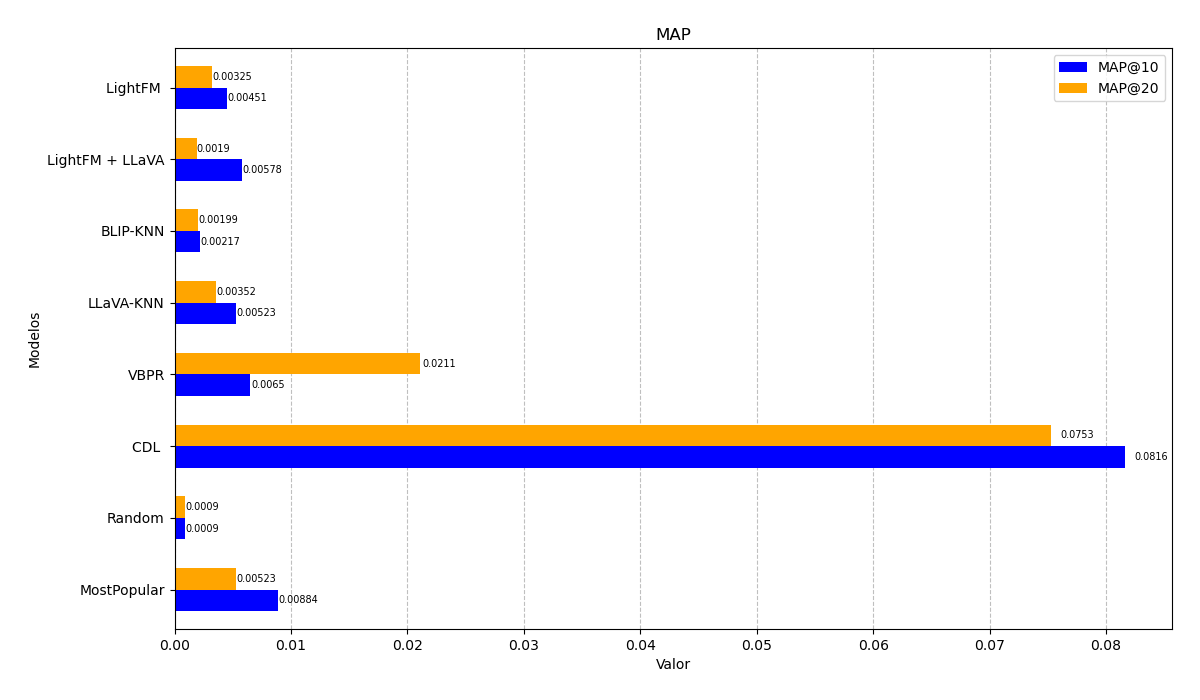 MAP
MAP@10
MAP@20
LightFM
0.00325
0.00451
LightFM + LLaVA
0.0019
0.00578
BLIP-KNN
0.00199
0.00217
LLaVA-KNN
0.00352
0.00523
VBPR
0.0211
0.0065
CDL
0.0753
0.0816
Random
0.0009
0.0009
MostPopular
0.00523
0.00884
Modelos
0.00 0.01 0.02 0.03 0.04 0.05 0.06 0.07 0.08
Valor